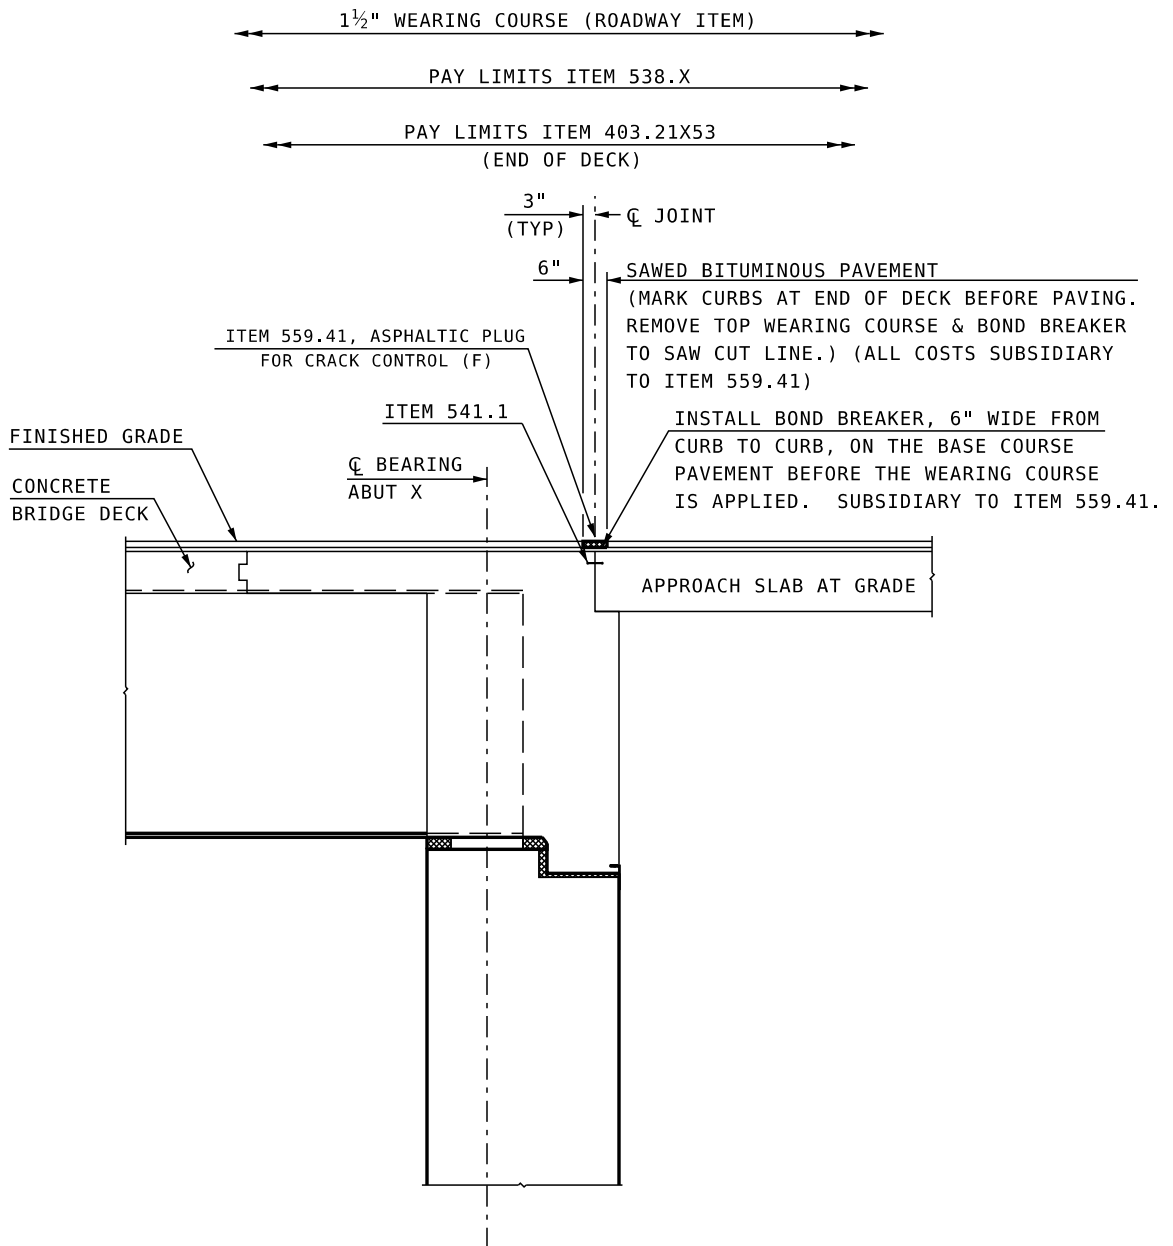 1½" WEARING COURSE (ROADWAY ITEM)
PAY LIMITS ITEM 538.X
PAY LIMITS ITEM 403.21X53
(END OF DECK)
3"
(TYP)
℄ JOINT
6"
SAWED BITUMINOUS PAVEMENT
(MARK CURBS AT END OF DECK BEFORE PAVING.
REMOVE TOP WEARING COURSE & BOND BREAKER
TO SAW CUT LINE.) (ALL COSTS SUBSIDIARY
TO ITEM 559.41)
ITEM 559.41, ASPHALTIC PLUG
FOR CRACK CONTROL (F)
ITEM 541.1
INSTALL BOND BREAKER, 6" WIDE FROM
CURB TO CURB, ON THE BASE COURSE
PAVEMENT BEFORE THE WEARING COURSE
IS APPLIED. SUBSIDIARY TO ITEM 559.41.
FINISHED GRADE
℄ BEARING
ABUT X
CONCRETE
BRIDGE DECK
APPROACH SLAB AT GRADE